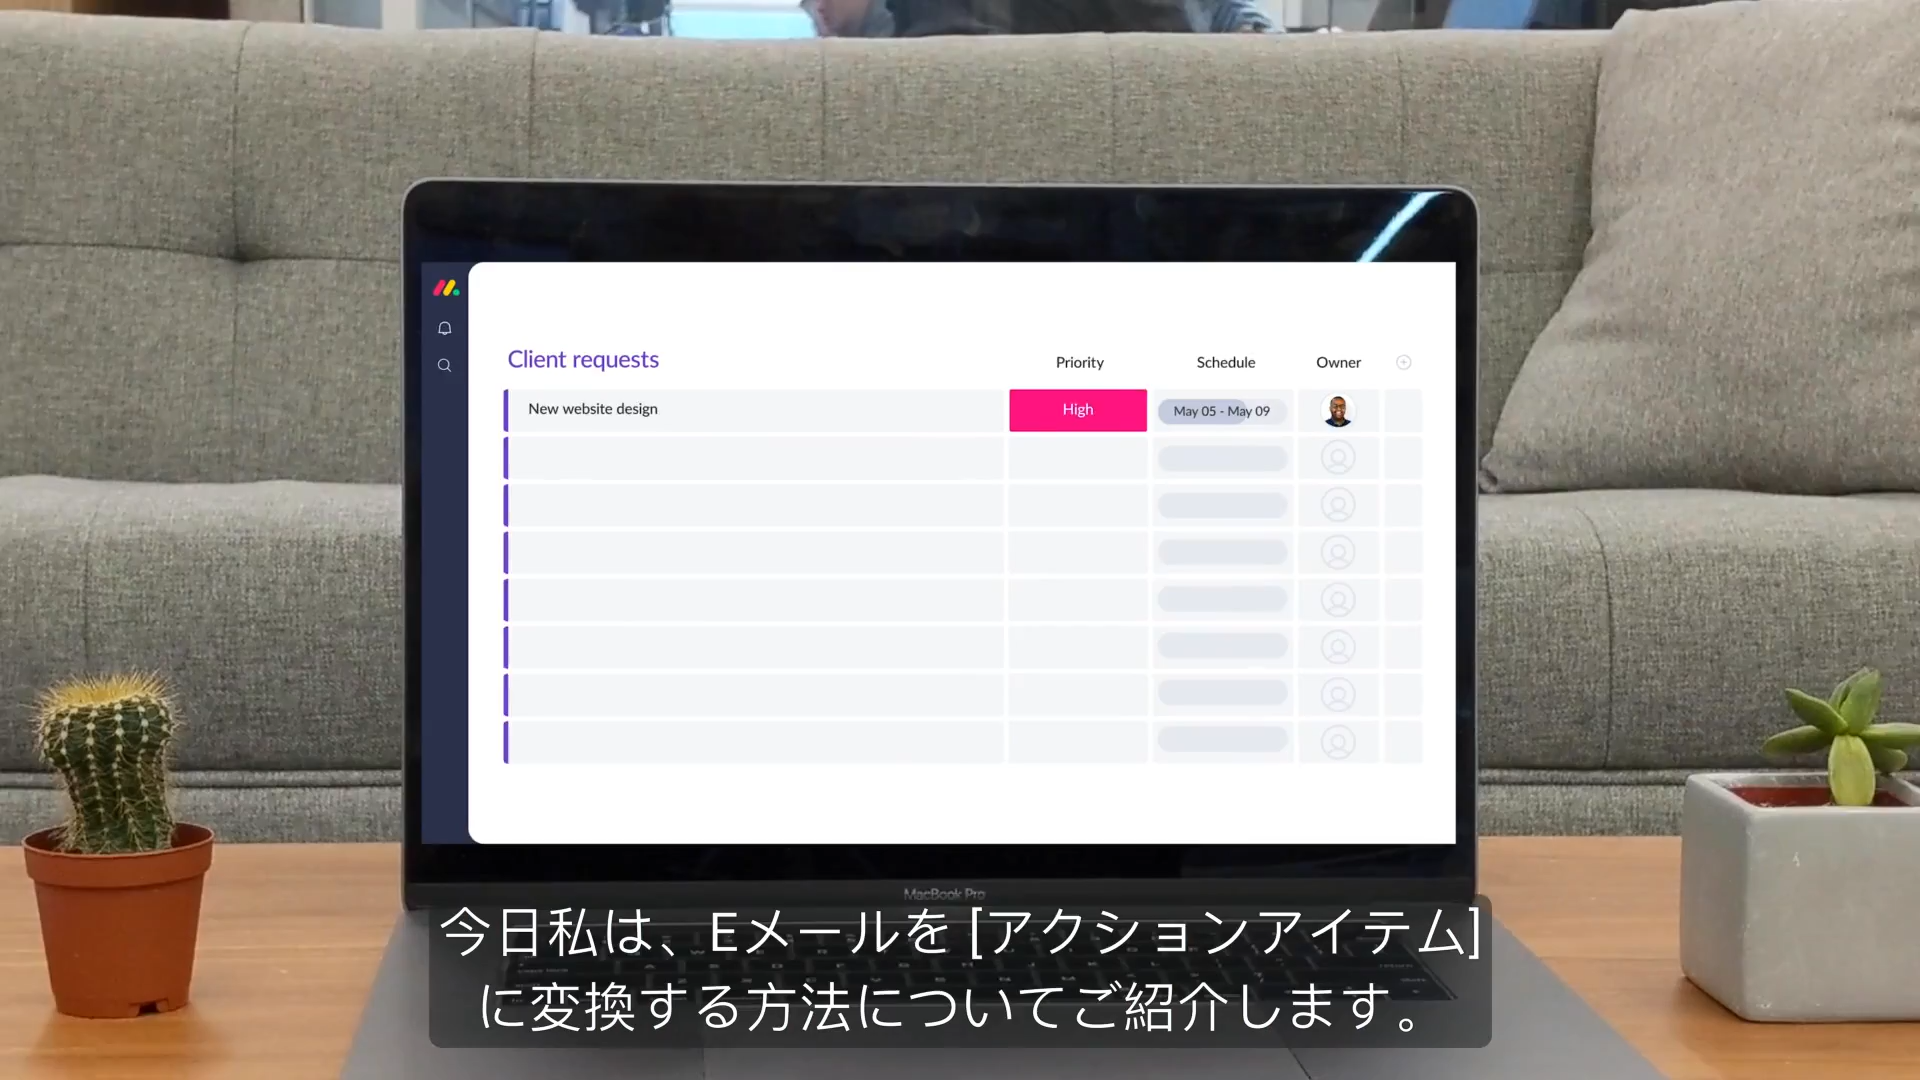 Client requests
Priority
Schedule
Owner
New website design
High
May 05 - May 09
MacBook Pro
今日私は、Eメールを [アクションアイテム]
に変換する方法についてご紹介します。